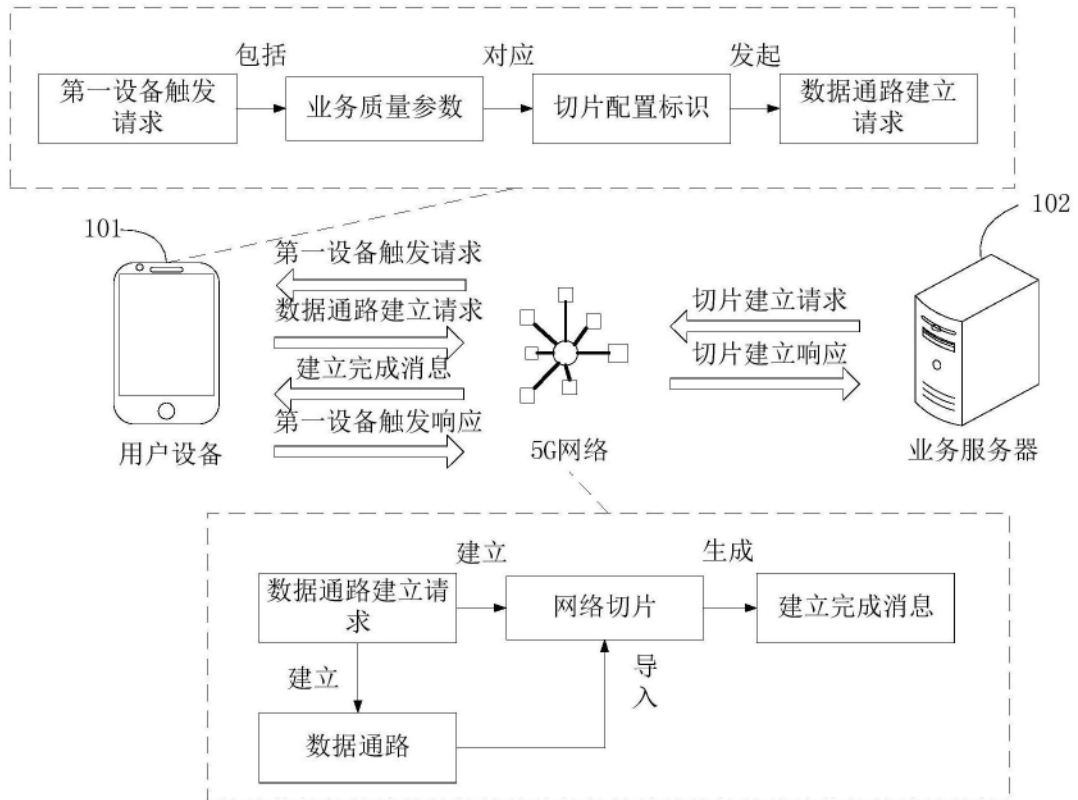 包括
对应
发起
第一设备触发
请求
业务质量参数
切片配置标识
数据通路建立
请求
101
102
第一设备触发请求
数据通路建立请求
建立完成消息
第一设备触发响应
切片建立请求
切片建立响应
用户设备
5G网络
业务服务器
建立
生成
数据通路建立请
求
网络切片
建立完成消息
建立
导
入
数据通路